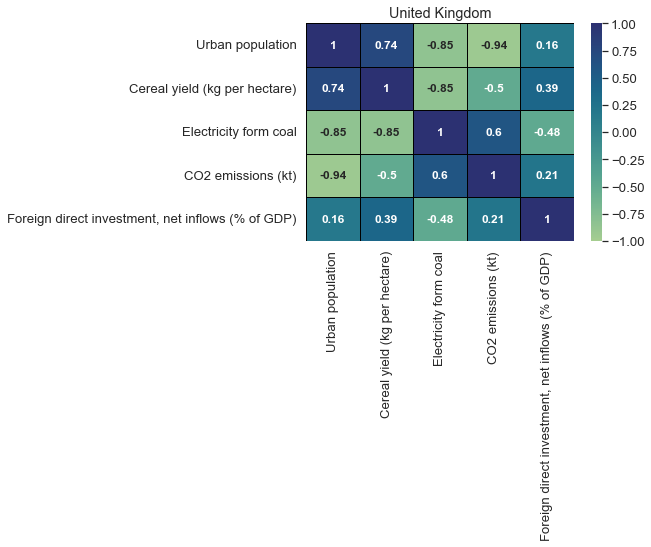 United Kingdom
Urban population 1 0.74 -0.85 -0.94 0.16
Cereal yield (kg per hectare) 0.74 1 -0.85 -0.5 0.39
Electricity form coal -0.85 -0.85 1 0.6 -0.48
CO2 emissions (kt) -0.94 -0.5 0.6 1 0.21
Foreign direct investment, net inflows (% of GDP) 0.16 0.39 -0.48 0.21 1
Urban population
Cereal yield (kg per hectare)
Electricity form coal
CO2 emissions (kt)
Foreign direct investment, net inflows (% of GDP)
1.00
0.75
0.50
0.25
0.00
−0.25
−0.50
−0.75
−1.00